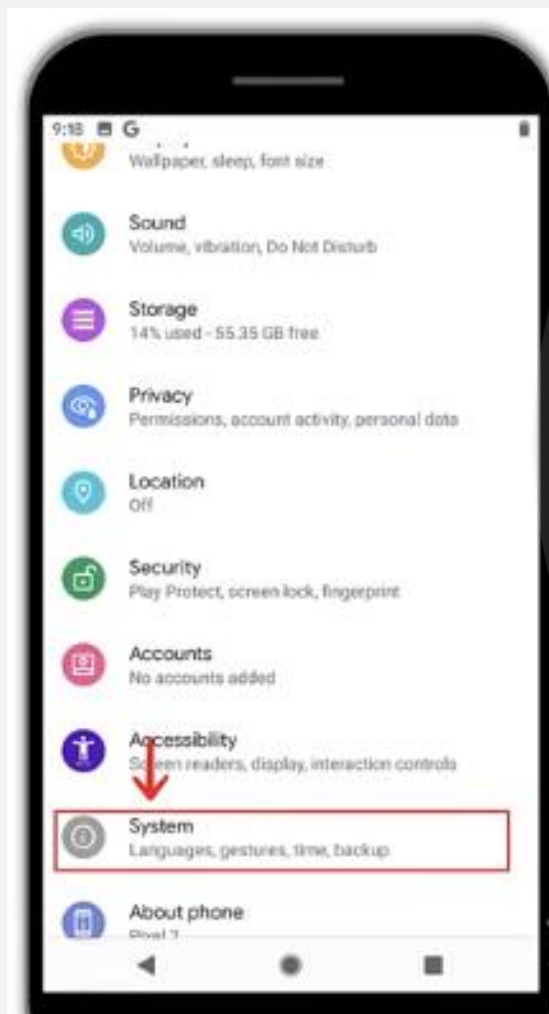 9:18 G
Wallpaper, sleep, font size
Sound
Volume, vibration, Do Not Disturb
Storage
14% used - 55.35 GB free
Privacy
Permissions, account activity, personal data
Location
Off
Security
Play Protect, screen lock, fingerprint
Accounts
No accounts added
Accessibility
Screen readers, display, interaction controls
System
Languages, gestures, time, backup
About phone
Pixel 2